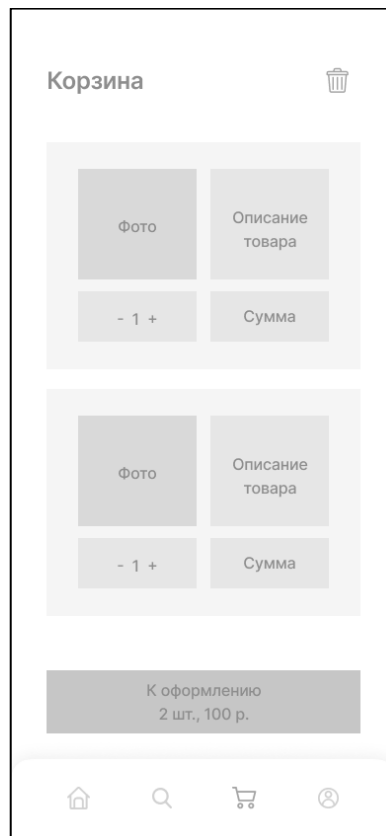 Корзина
Фото
Описание
товара
- 1 +
Сумма
Фото
Описание
товара
- 1 +
Сумма
К оформлению
2 шт., 100 р.